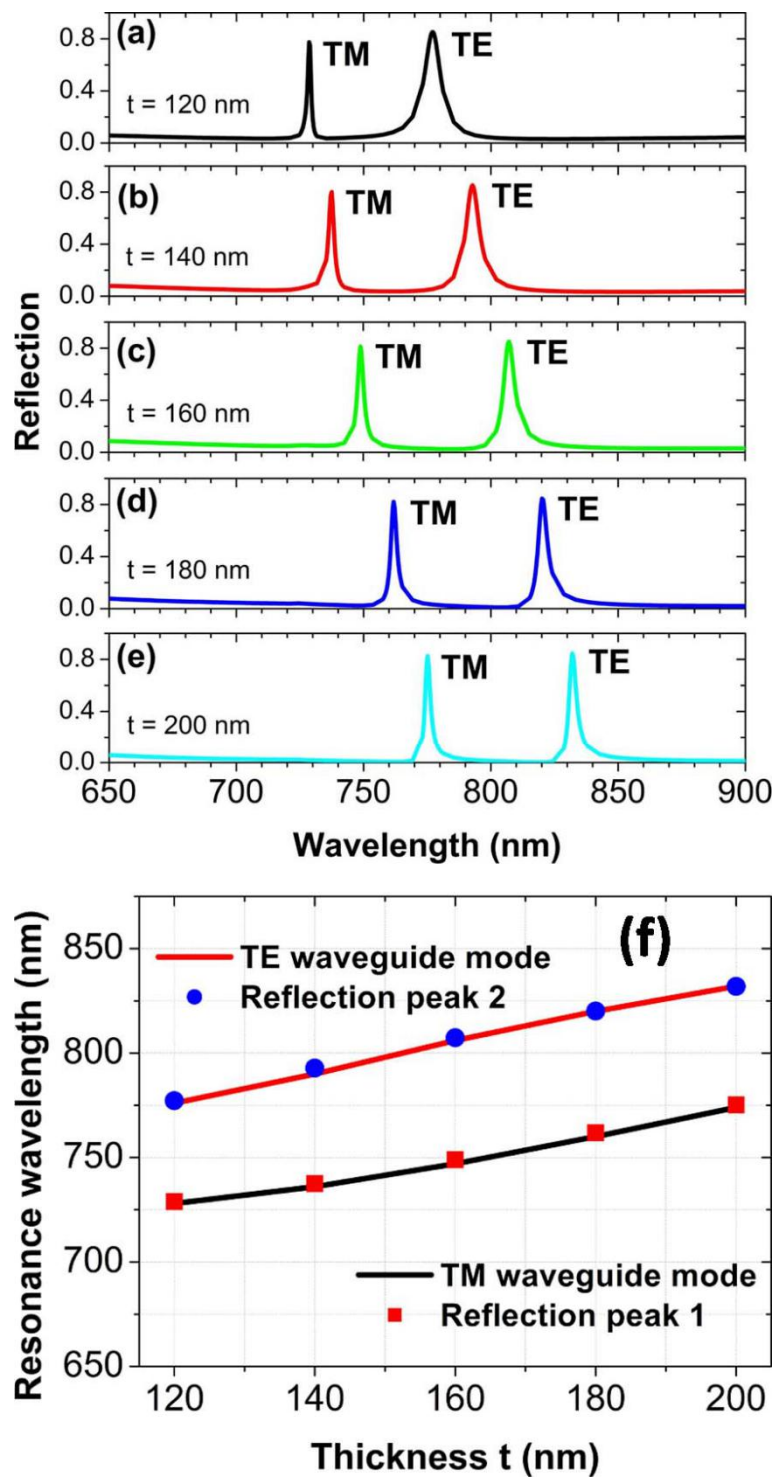 (a)
TM
TE
t = 120 nm
0.8
0.4
0.0
(b)
TM
TE
t = 140 nm
0.8
0.4
0.0
(c)
TM
TE
t = 160 nm
0.8
0.4
0.0
(d)
TM
TE
t = 180 nm
0.8
0.4
0.0
(e)
TM
TE
t = 200 nm
0.8
0.4
0.0
Reflection
650 700 750 800 850 900
Wavelength (nm)
(f)
TE waveguide mode
Reflection peak 2
TM waveguide mode
Reflection peak 1
850
800
750
700
650
Resonance wavelength (nm)
120 140 160 180 200
Thickness t (nm)